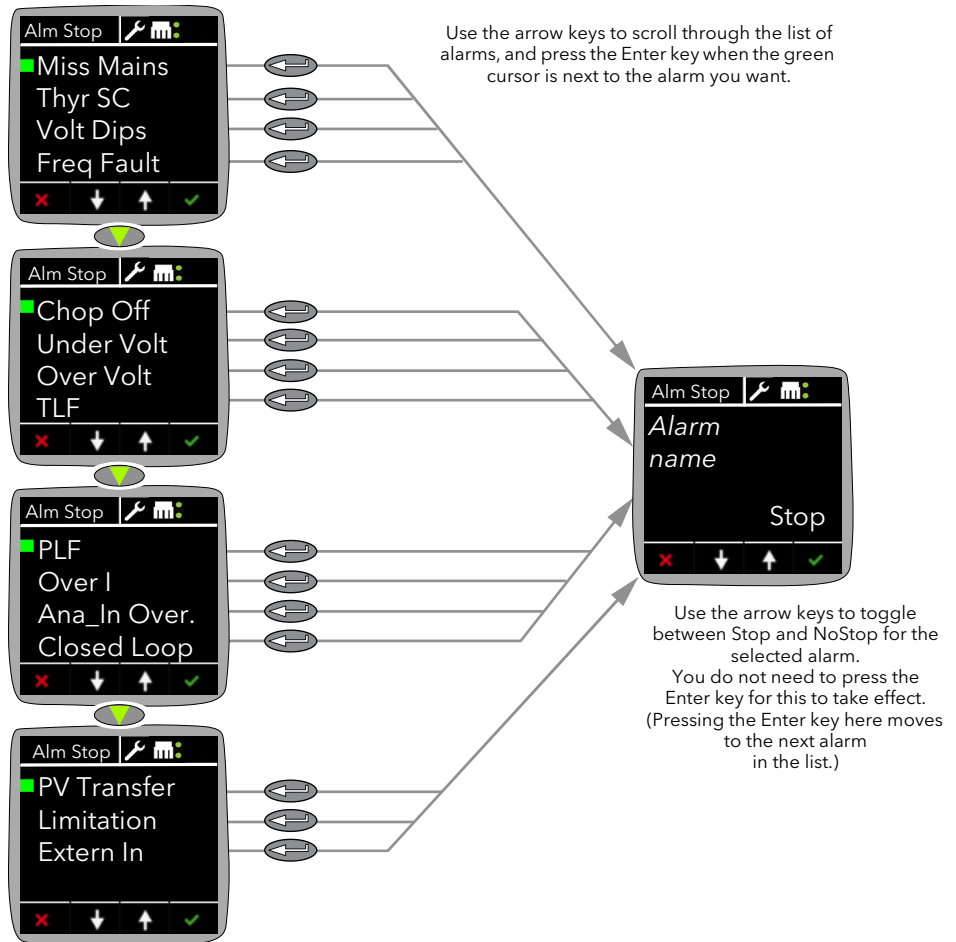 Alm Stop
Miss Mains
Thyr SC
Volt Dips
Freq Fault
Use the arrow keys to scroll through the list of
alarms, and press the Enter key when the green
cursor is next to the alarm you want.
Alm Stop
Chop Off
Under Volt
Over Volt
TLF
Alm Stop
PLF
Over I
Ana_In Over.
Closed Loop
Alm Stop
PV Transfer
Limitation
Extern In
Alm Stop
Alarm
name
Stop
Use the arrow keys to toggle
between Stop and NoStop for the
selected alarm.
You do not need to press the
Enter key for this to take effect.
(Pressing the Enter key here moves
to the next alarm
in the list.)